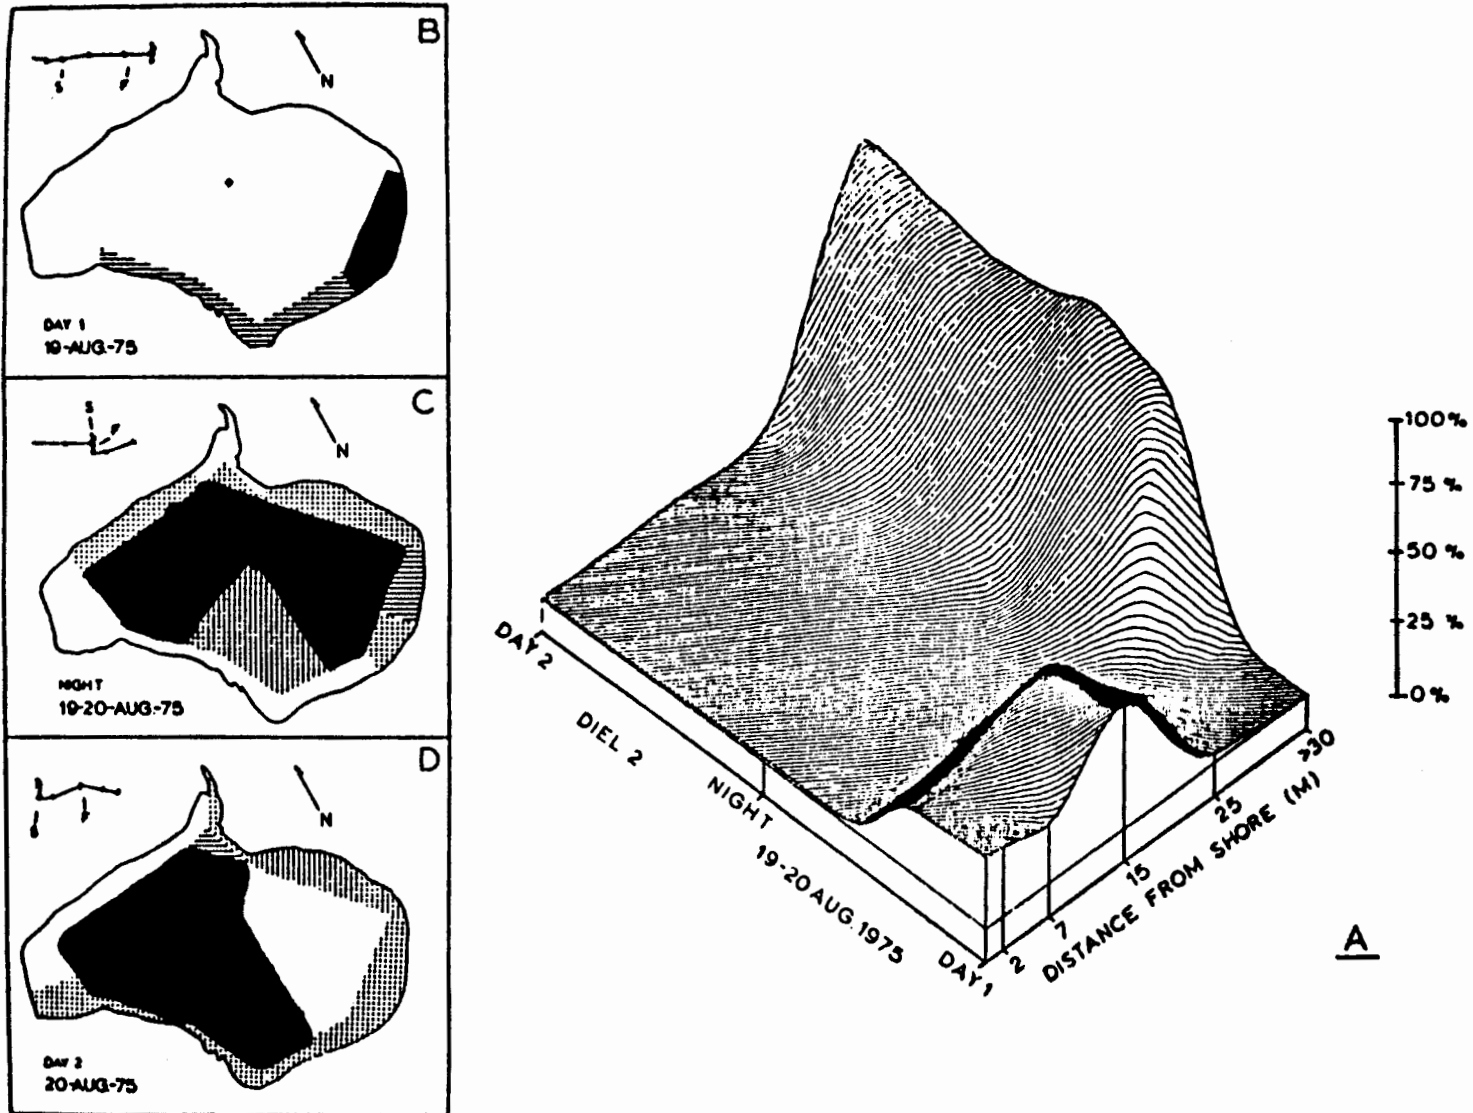 B
S
F
N
DAY 1
19-AUG.-75
C
S
F
N
NIGHT
19-20-AUG.-75
D
F
N
DAY 2
20-AUG-75
100%
75 %
50 %
25 %
0%
DAY 2
DIEL 2
NIGHT
19-20 AUG. 1975
DAY 1
2
7
15
25
>30
DISTANCE FROM SHORE (M)
A